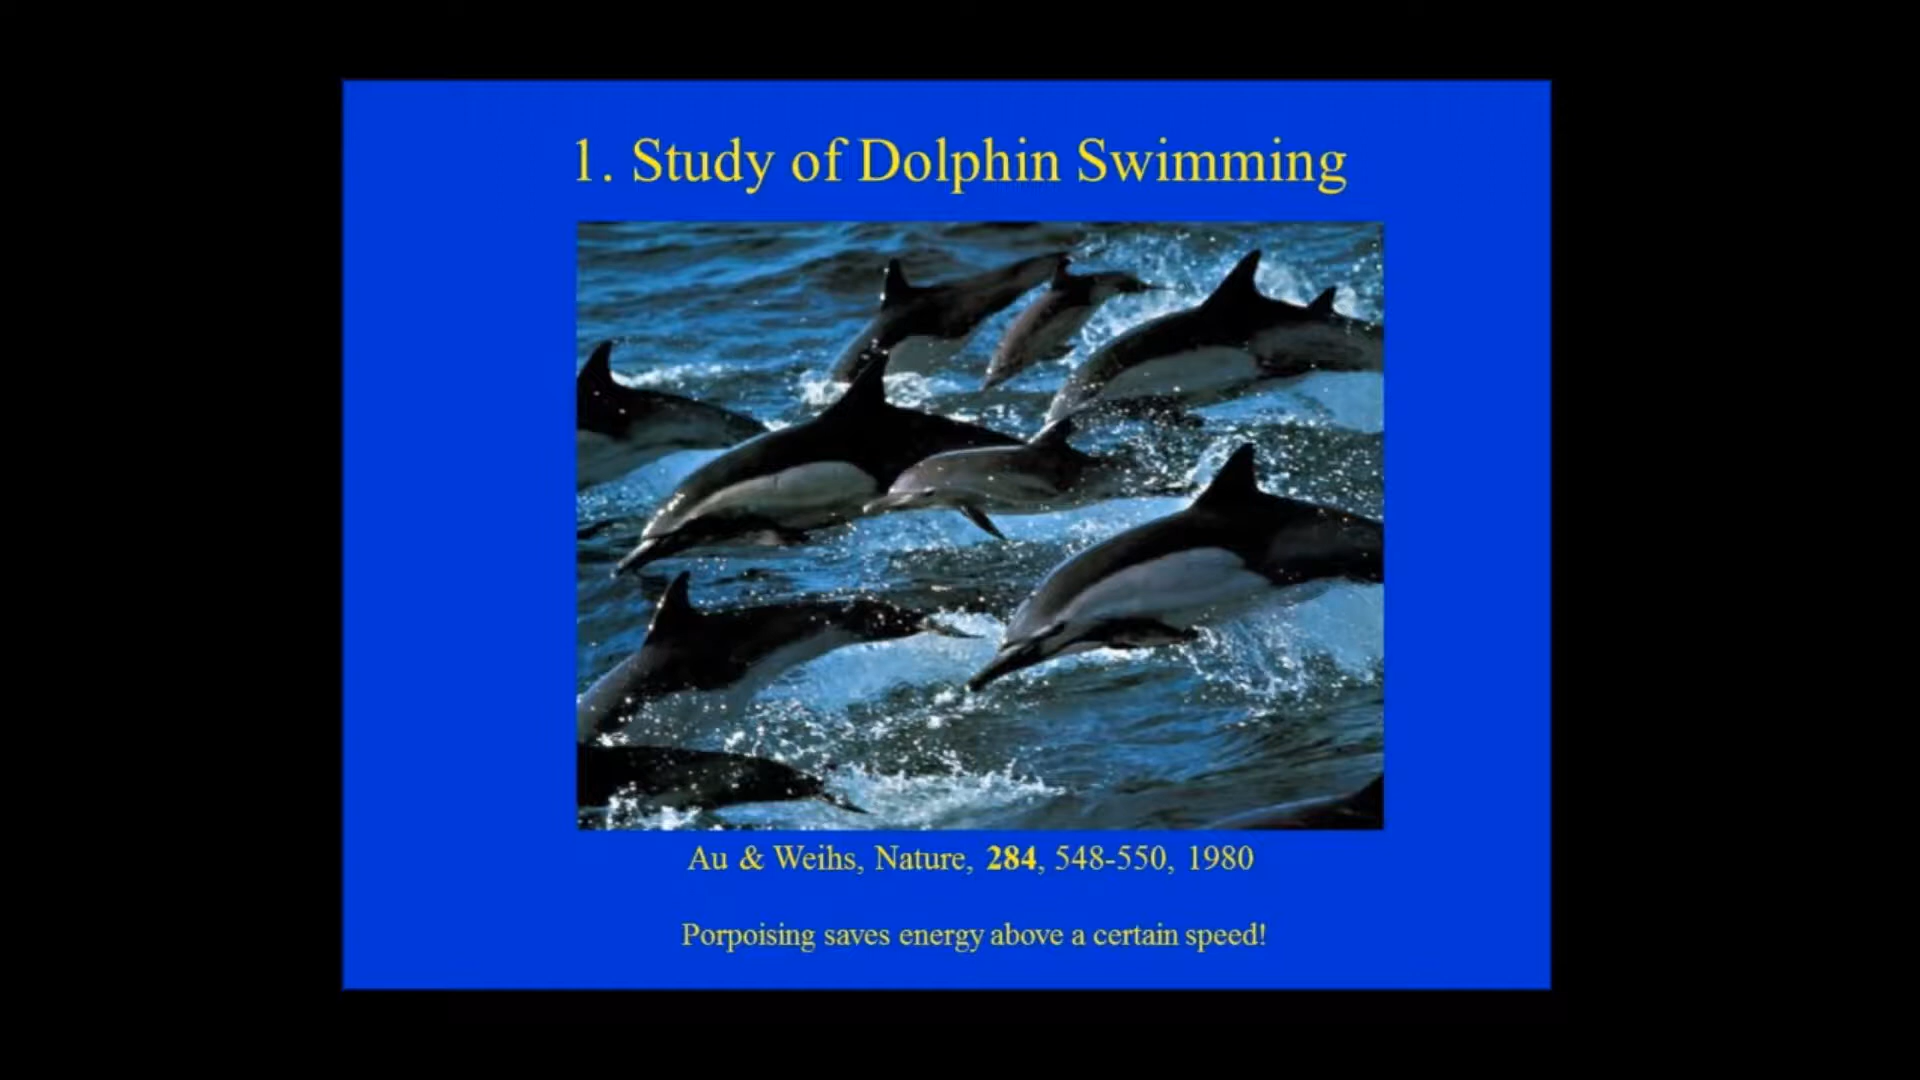 1. Study of Dolphin Swimming
Au & Weihs, Nature, 284, 548-550, 1980
Porpoising saves energy above a certain speed!